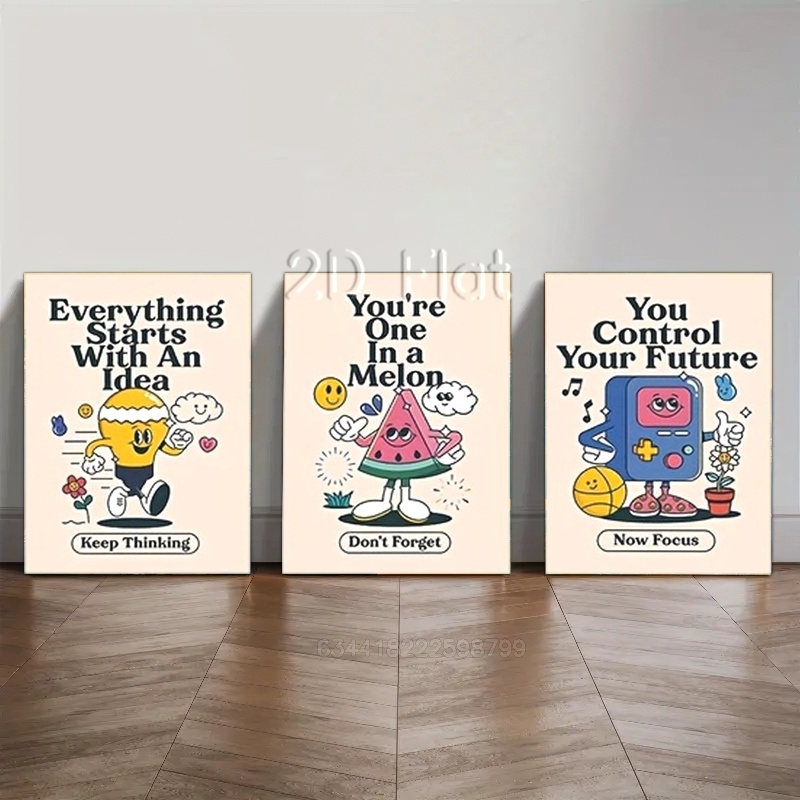 2D Flat
Everything
Starts
With An
Idea
Keep Thinking
You're
One
In a
Melon
Don't Forget
You
Control
Your Future
Now Focus
634418222598799